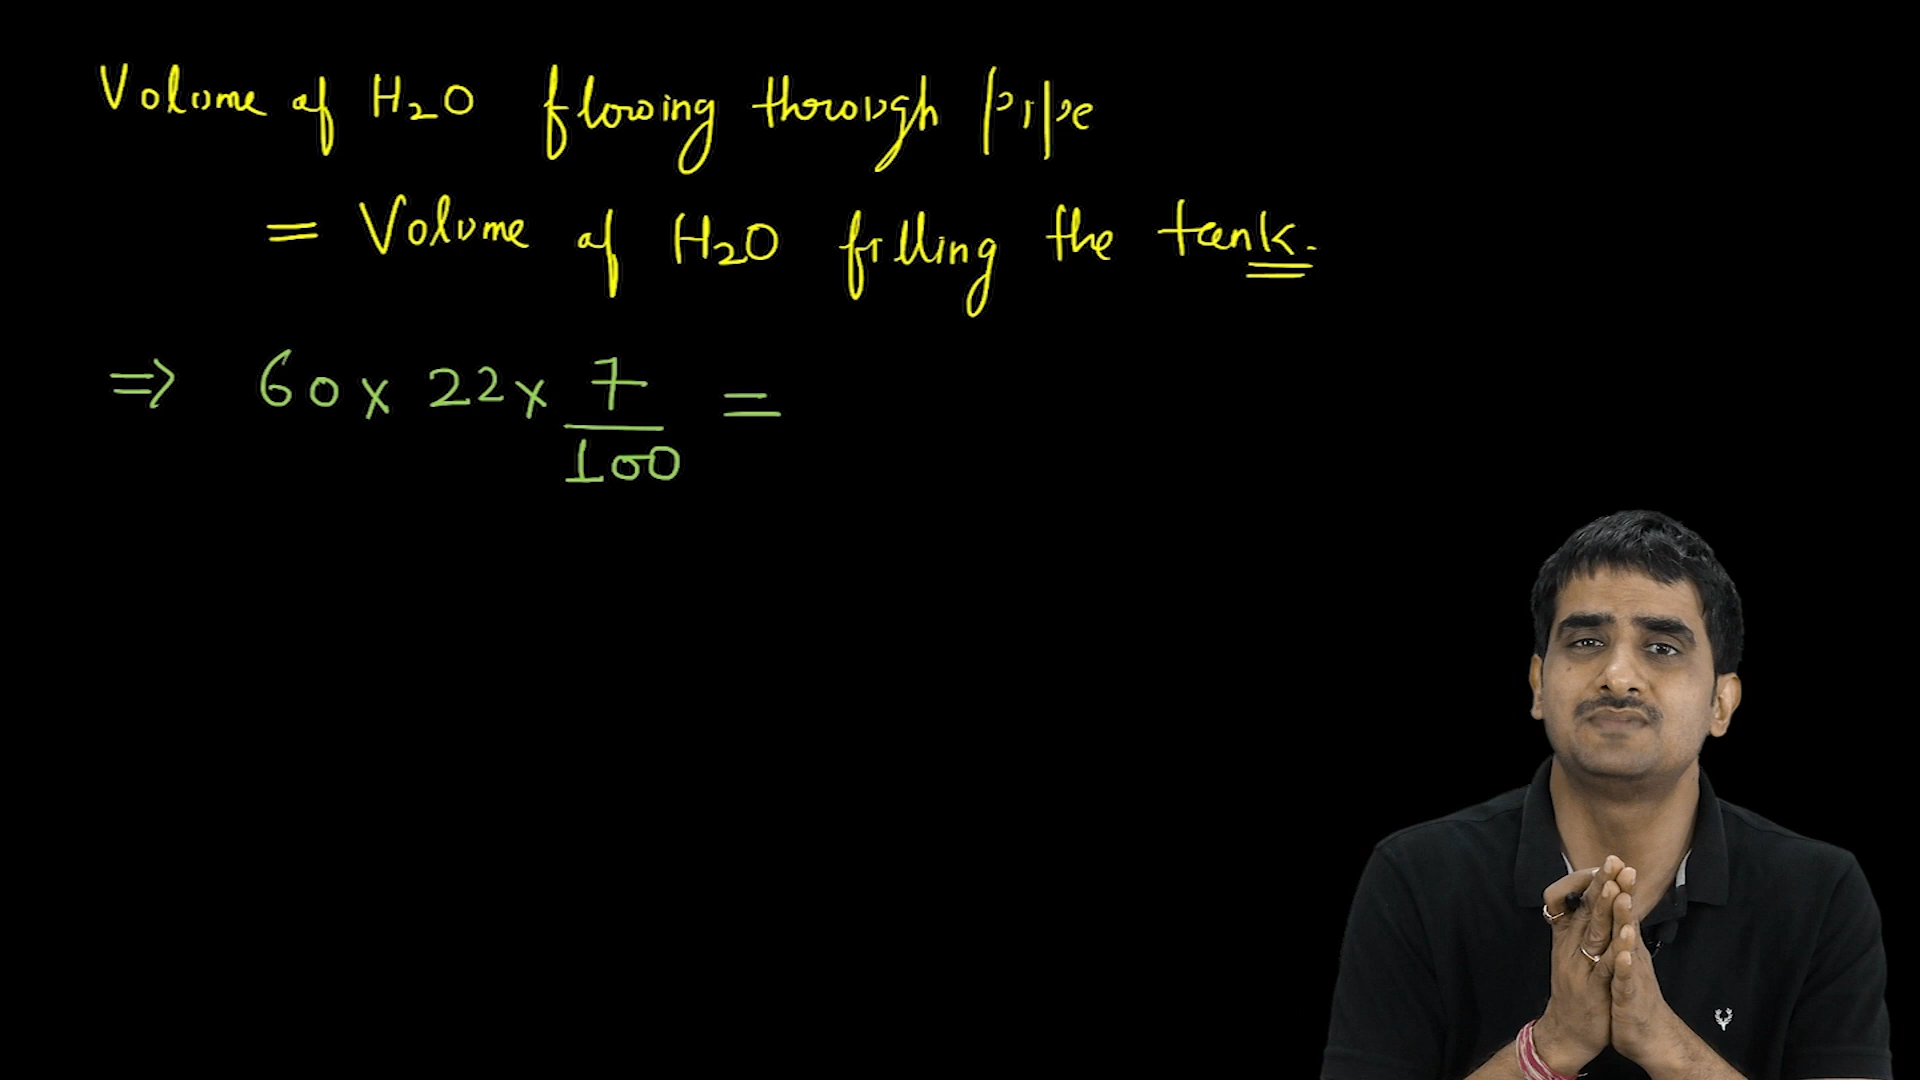 Volume of H₂O flowing through pipe
= Volume of H₂O filling the tank.
⇒ 60 x 22 x 7/100 =